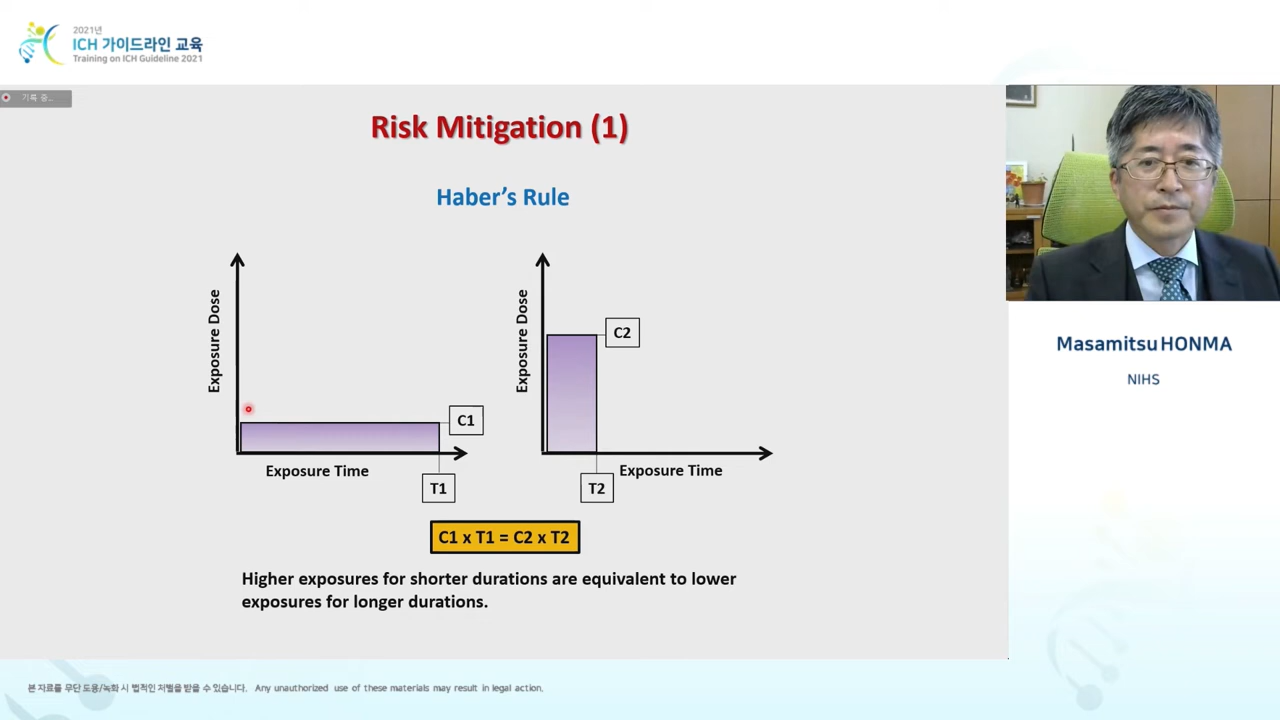 2021년
ICH 가이드라인 교육
Training on ICH Guideline 2021
기록 중...
Risk Mitigation (1)
Haber's Rule
Exposure Dose
C1
Exposure Time
T1
Exposure Dose
C2
Exposure Time
T2
C1 x T1 = C2 x T2
Higher exposures for shorter durations are equivalent to lower
exposures for longer durations.
Masamitsu HONMA
NIHS
본 자료를 무단 도용/녹화 시 법적인 처벌을 받을 수 있습니다. Any unauthorized use of these materials may result in legal action.